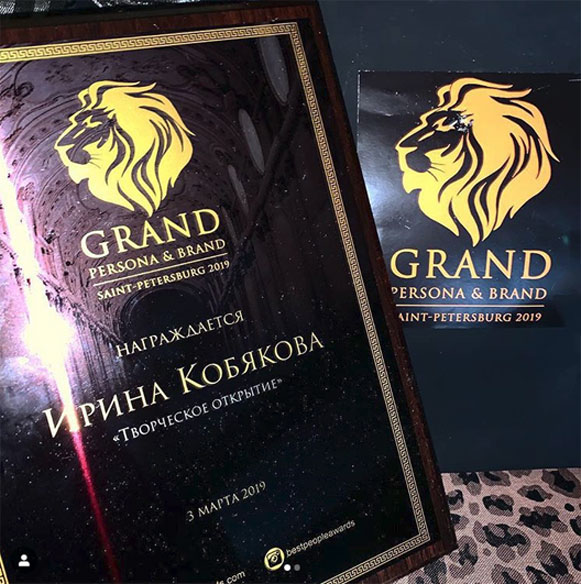 GRAND
PERSONA & BRAND
SAINT-PETERSBURG 2019
НАГРАЖДАЕТСЯ
ИРИНА КОБЯКОВА
«ТВОРЧЕСКОЕ ОТКРЫТИЕ»
3 МАРТА 2019
bestpeopleawards
GRAND
PERSONA & BRAND
SAINT-PETERSBURG 2019